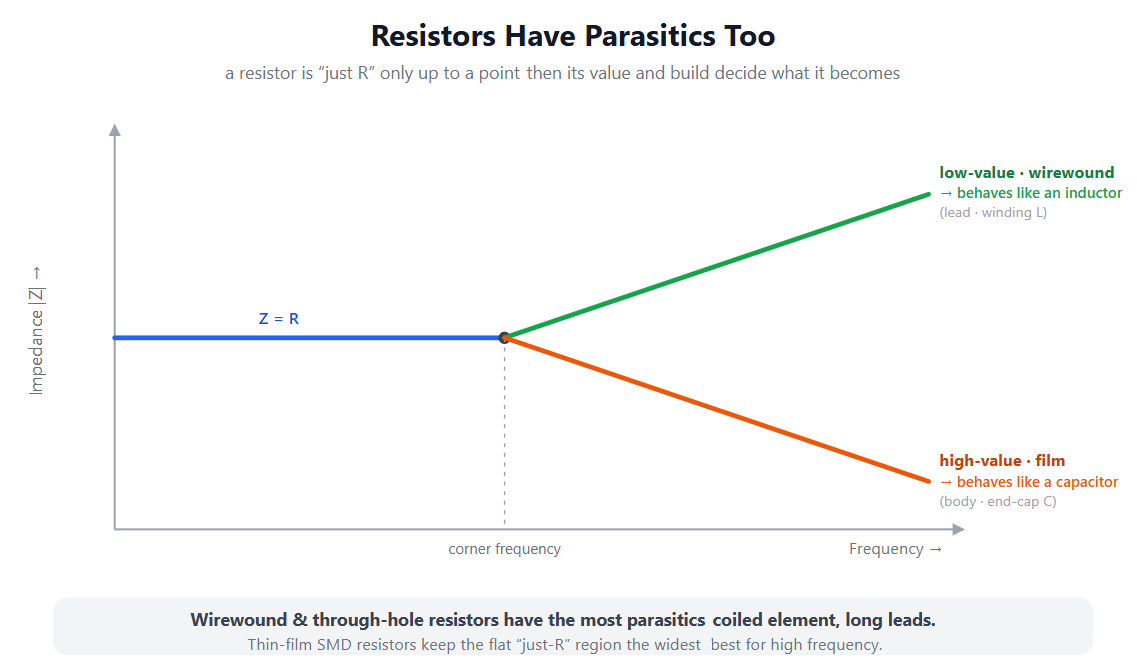 Resistors Have Parasitics Too
a resistor is “just R” only up to a point then its value and build decide what it becomes
low-value · wirewound
→ behaves like an inductor
(lead · winding L)
Impedance |Z| →
Z = R
high-value · film
→ behaves like a capacitor
(body · end-cap C)
corner frequency
Frequency →
Wirewound & through-hole resistors have the most parasitics coiled element, long leads.
Thin-film SMD resistors keep the flat “just-R” region the widest best for high frequency.